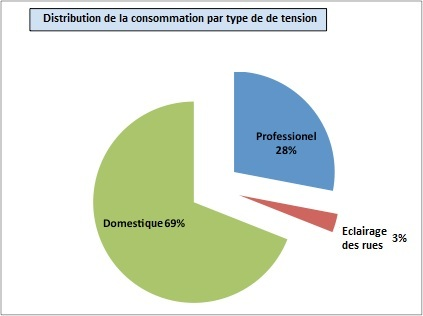 Distribution de la consommation par type de de tension
Professionel
28%
Domestique 69%
Eclairage
des rues 3%